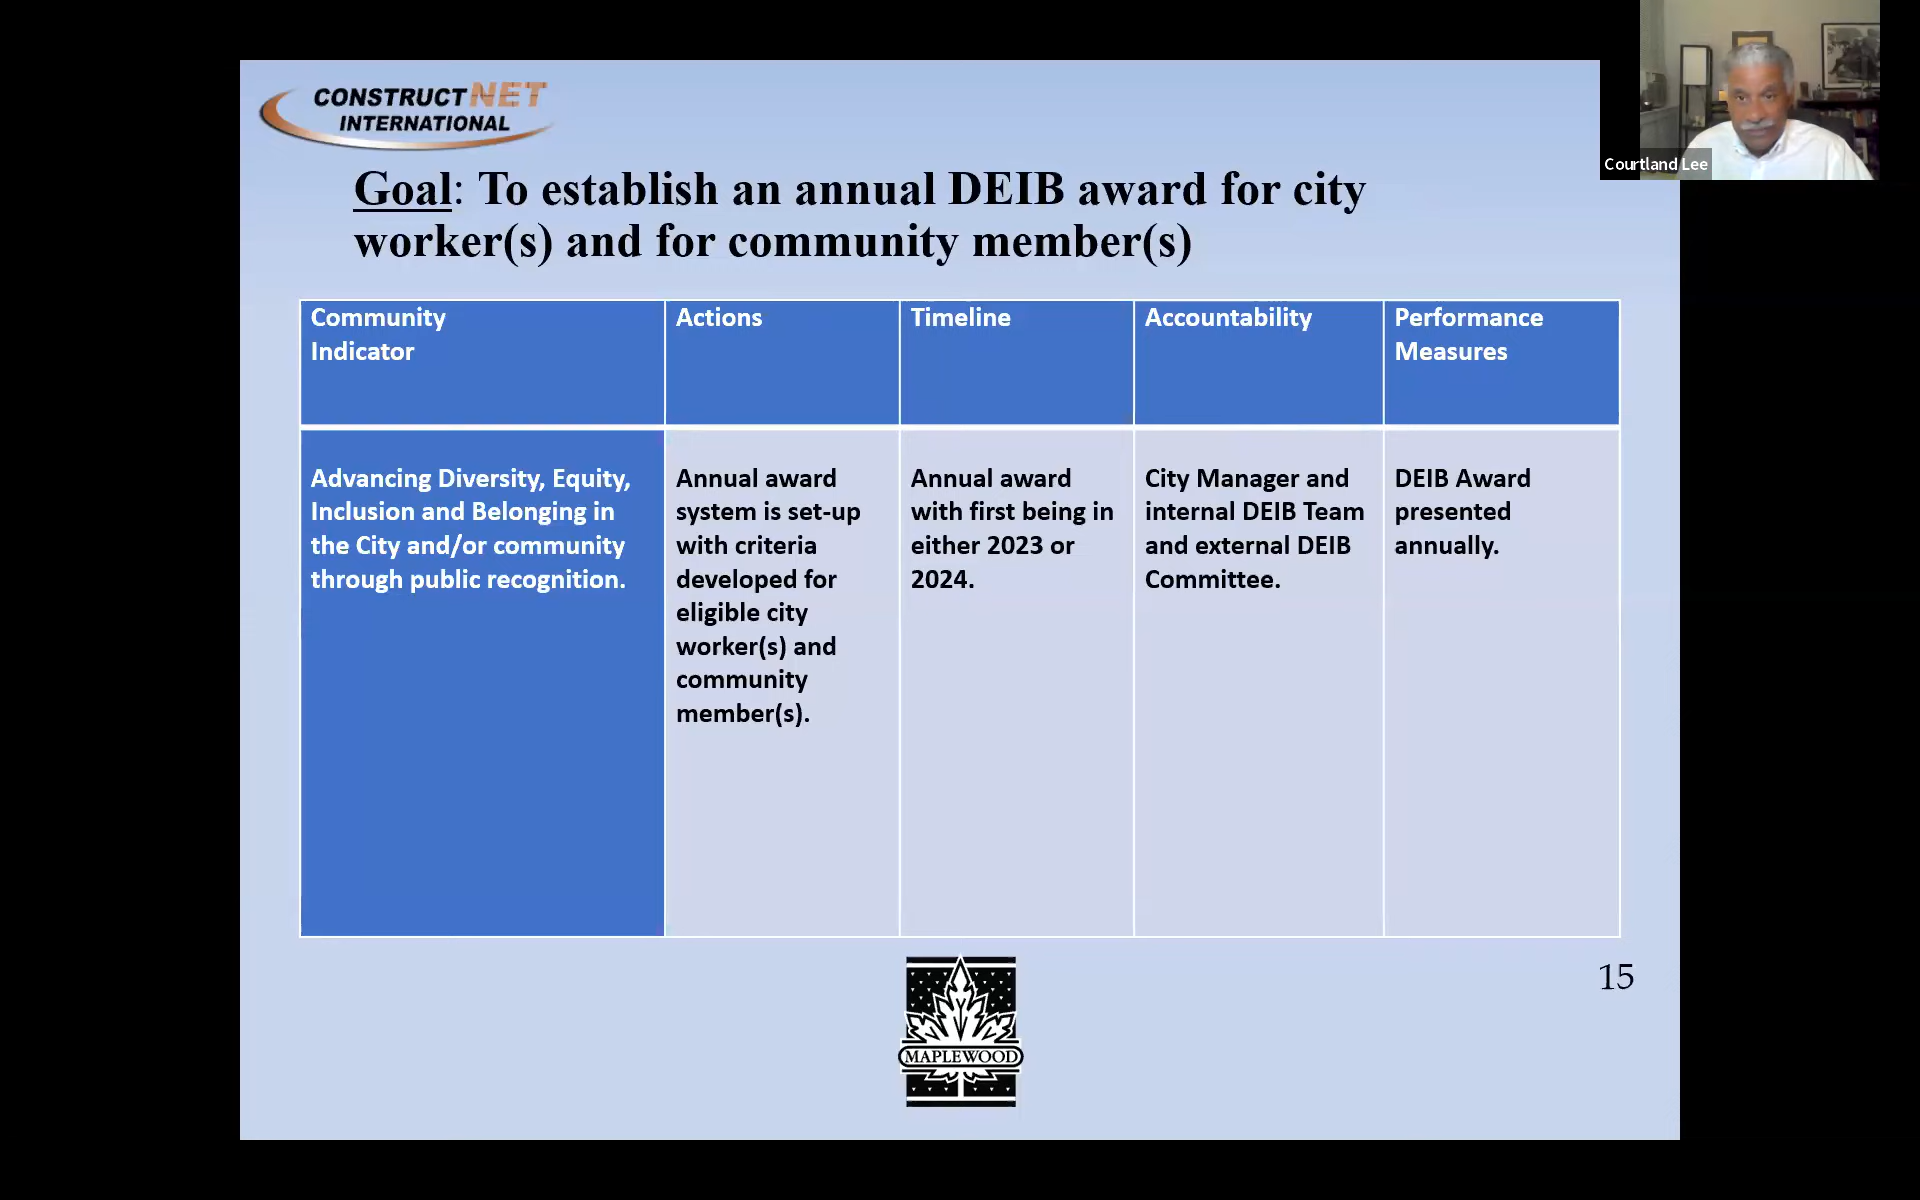 CONSTRUCTNET
INTERNATIONAL
Courtland Lee
Goal: To establish an annual DEIB award for city
worker(s) and for community member(s)
Community
Indicator
Actions
Timeline
Accountability
Performance
Measures
Advancing Diversity, Equity,
Inclusion and Belonging in
the City and/or community
through public recognition.
Annual award
system is set-up
with criteria
developed for
eligible city
worker(s) and
community
member(s).
Annual award
with first being in
either 2023 or
2024.
City Manager and
internal DEIB Team
and external DEIB
Committee.
DEIB Award
presented
annually.
15
MAPLEWOOD